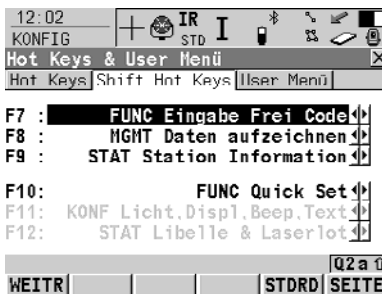 12:02
IR
STD
I
KONFIG
Hot Keys & User Menü
X
Hot Keys Shift Hot Keys User Menü
F7 : FUNC Eingabe Frei Code
F8 : MGMT Daten aufzeichnen
F9 : STAT Station Information
F10: FUNC Quick Set
F11: KONF Licht,Displ,Beep,Text
F12: STAT Libelle & Laserlot
Q2a⇧
WEITR STDRD SEITE